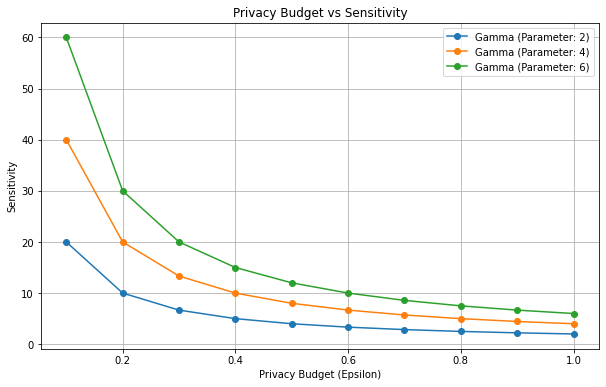 Privacy Budget vs Sensitivity
Gamma (Parameter: 2)
Gamma (Parameter: 4)
Gamma (Parameter: 6)
60
50
40
30
20
10
0
Sensitivity
0.2 0.4 0.6 0.8 1.0
Privacy Budget (Epsilon)